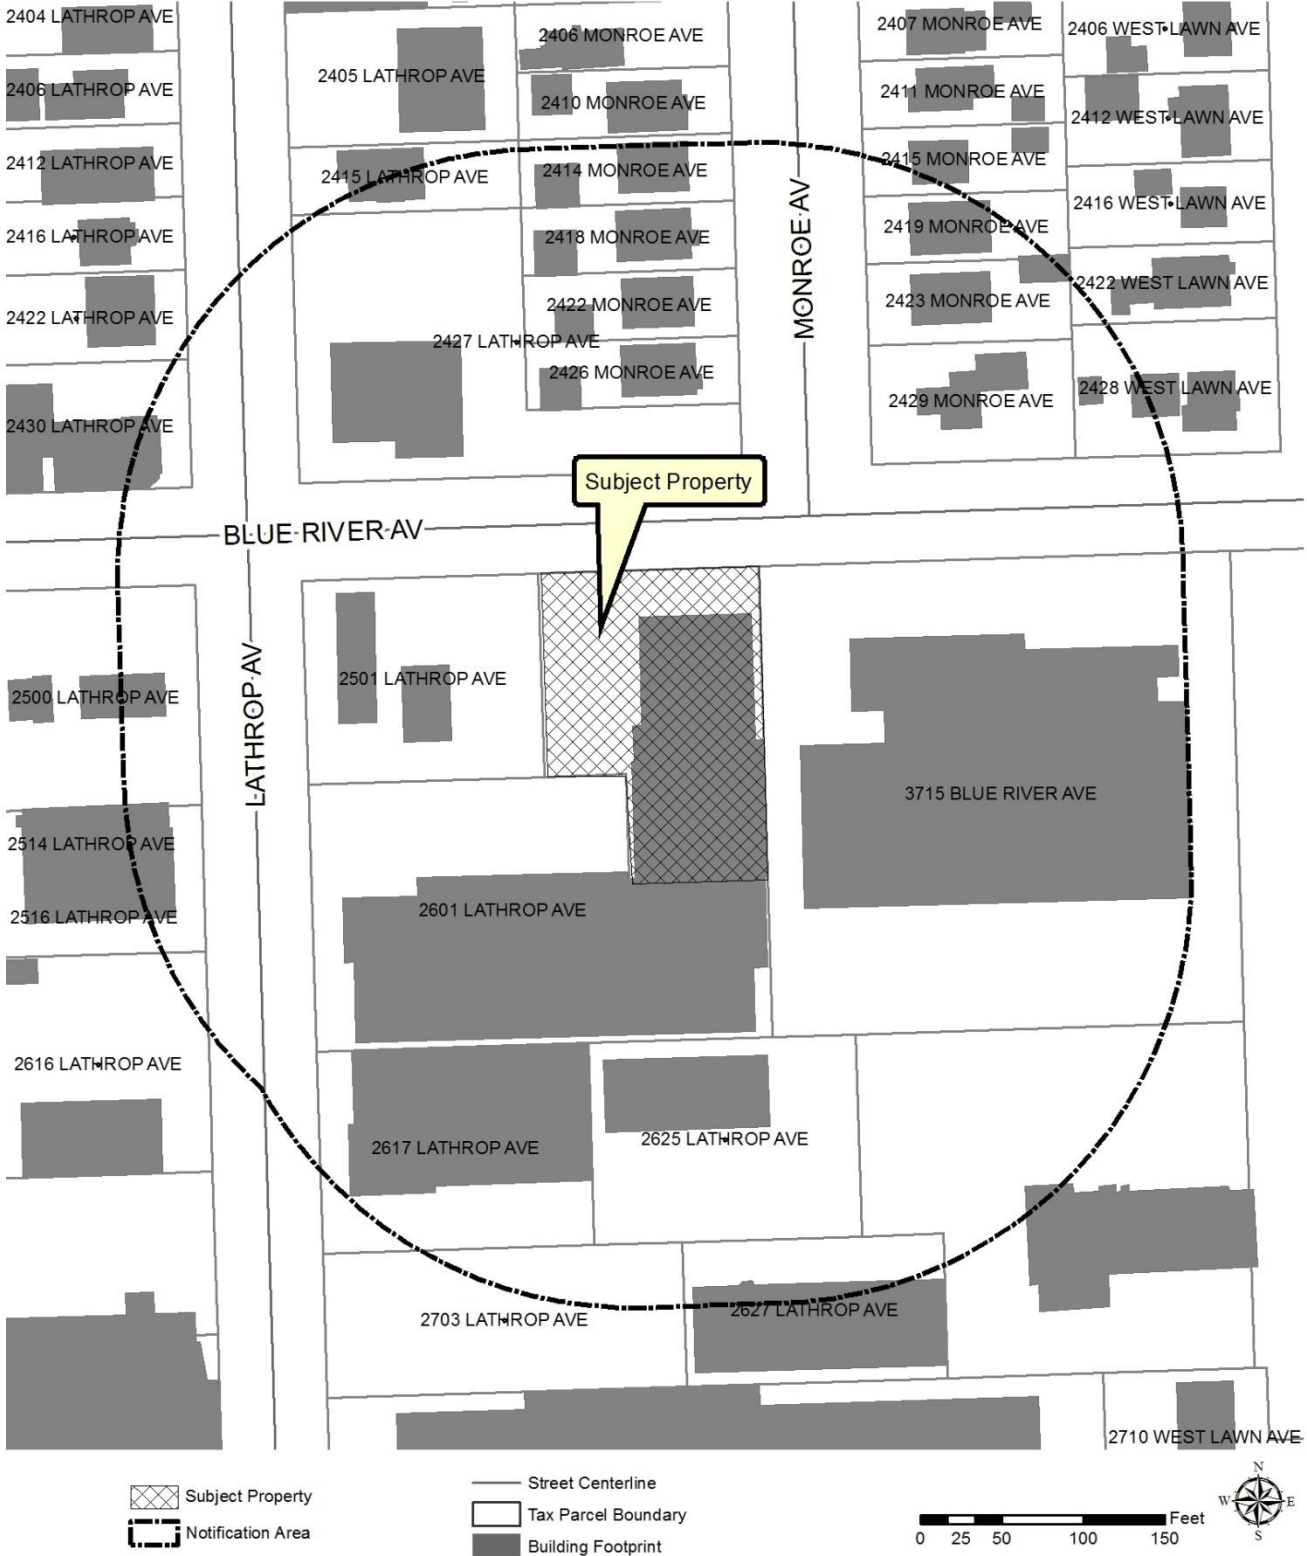 2404 LATHROP AVE
2406 MONROE AVE
2407 MONROE AVE
2406 WEST LAWN AVE
2405 LATHROP AVE
2406 LATHROP AVE
2410 MONROE AVE
2411 MONROE AVE
2412 WEST LAWN AVE
2412 LATHROP AVE
2415 LATHROP AVE
2414 MONROE AVE
2415 MONROE AVE
2416 WEST LAWN AVE
2416 LATHROP AVE
2418 MONROE AVE
MONROE AV
2419 MONROE AVE
2422 LATHROP AVE
2422 MONROE AVE
2423 MONROE AVE
2422 WEST LAWN AVE
2427 LATHROP AVE
2426 MONROE AVE
2429 MONROE AVE
2428 WEST LAWN AVE
2430 LATHROP AVE
Subject Property
BLUE RIVER AV
LATHROP AV
2500 LATHROP AVE
2501 LATHROP AVE
3715 BLUE RIVER AVE
2514 LATHROP AVE
2516 LATHROP AVE
2601 LATHROP AVE
2616 LATHROP AVE
2617 LATHROP AVE
2625 LATHROP AVE
2703 LATHROP AVE
2627 LATHROP AVE
2710 WEST LAWN AVE
Subject Property
Notification Area
Street Centerline
Tax Parcel Boundary
Building Footprint
Feet
0 25 50 100 150
N
W E
S